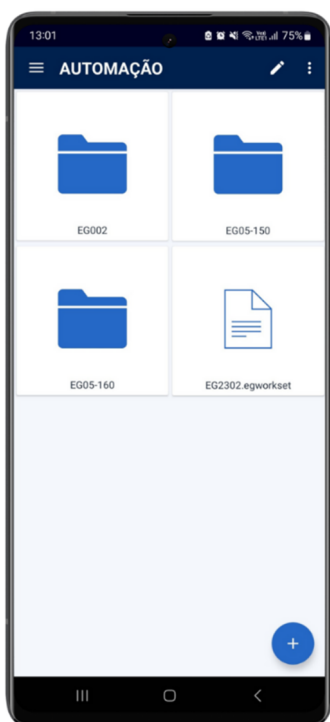 13:01
75%
AUTOMAÇÃO
EG002
EG05-150
EG05-160
EG2302.egworkset